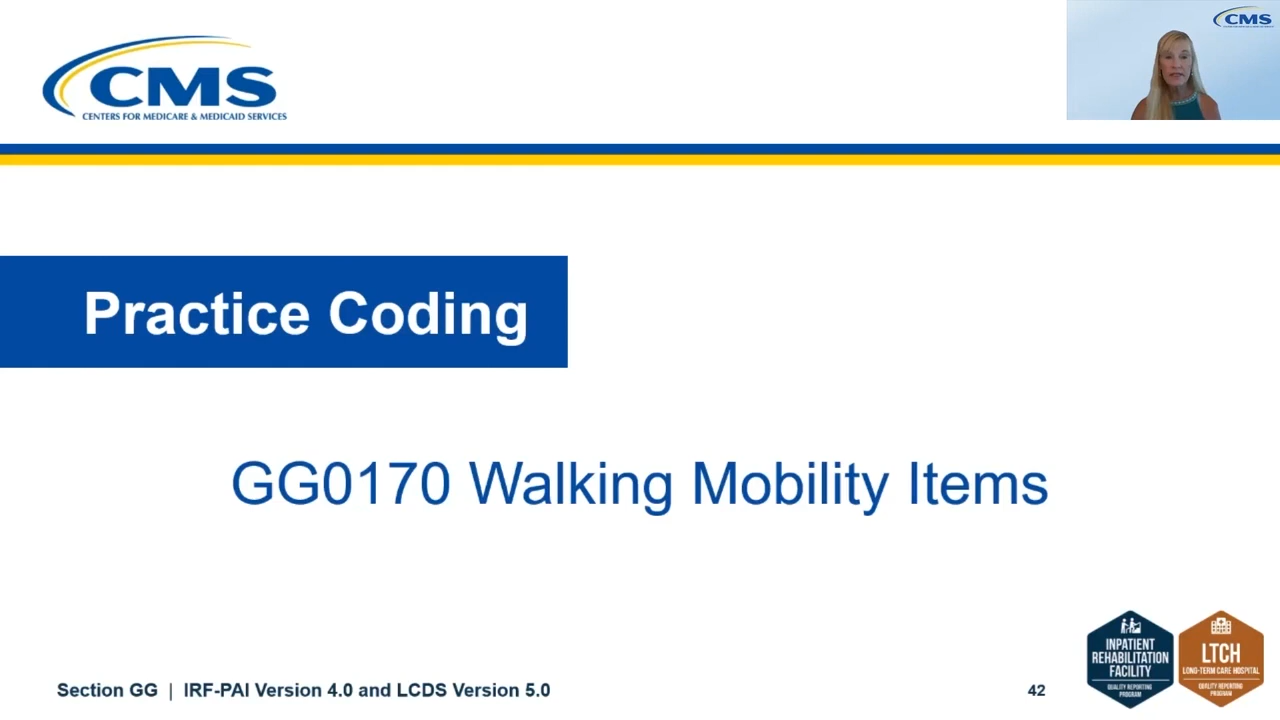 CMS
CENTERS FOR MEDICARE & MEDICAID SERVICES
CMS
Practice Coding
GG0170 Walking Mobility Items
Section GG | IRF-PAI Version 4.0 and LCDS Version 5.0
42
INPATIENT
REHABILITATION
FACILITY
QUALITY REPORTING
PROGRAM
LTCH
LONG-TERM CARE HOSPITAL
QUALITY REPORTING
PROGRAM